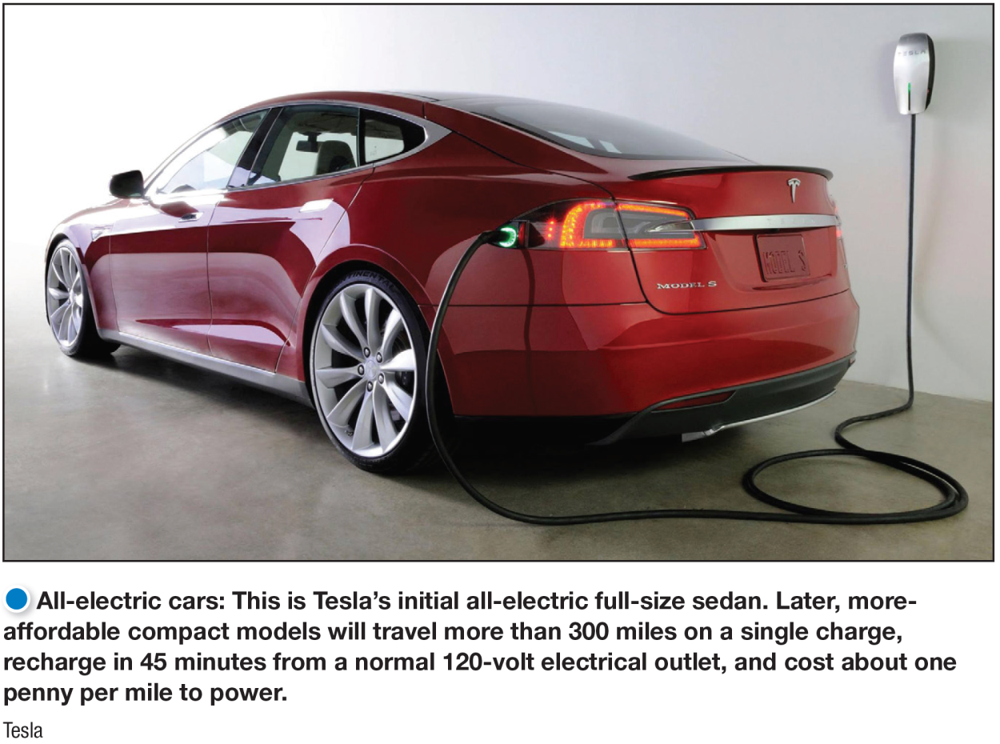 TESLA
CONTINENTAL
MODEL S
MODEL S
All-electric cars: This is Tesla’s initial all-electric full-size sedan. Later, more-
affordable compact models will travel more than 300 miles on a single charge,
recharge in 45 minutes from a normal 120-volt electrical outlet, and cost about one
penny per mile to power.
Tesla